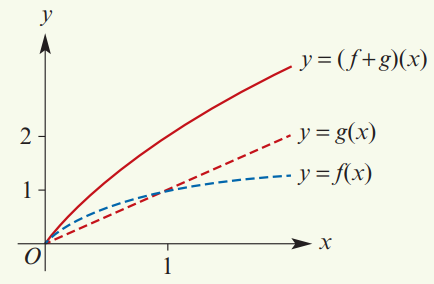 y
y = (f+g)(x)
2
y = g(x)
y = f(x)
1
x
O
1